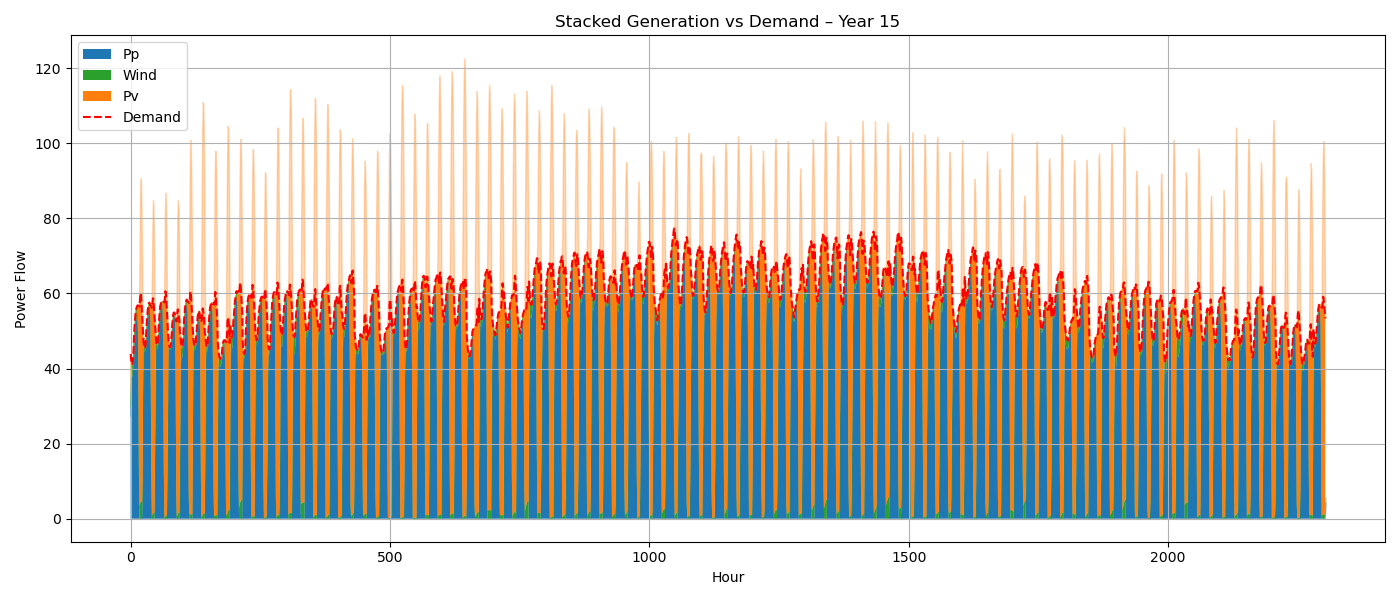 Stacked Generation vs Demand – Year 15
Pp
Wind
Pv
Demand
Power Flow
120
100
80
60
40
20
0
0 500 1000 1500 2000
Hour